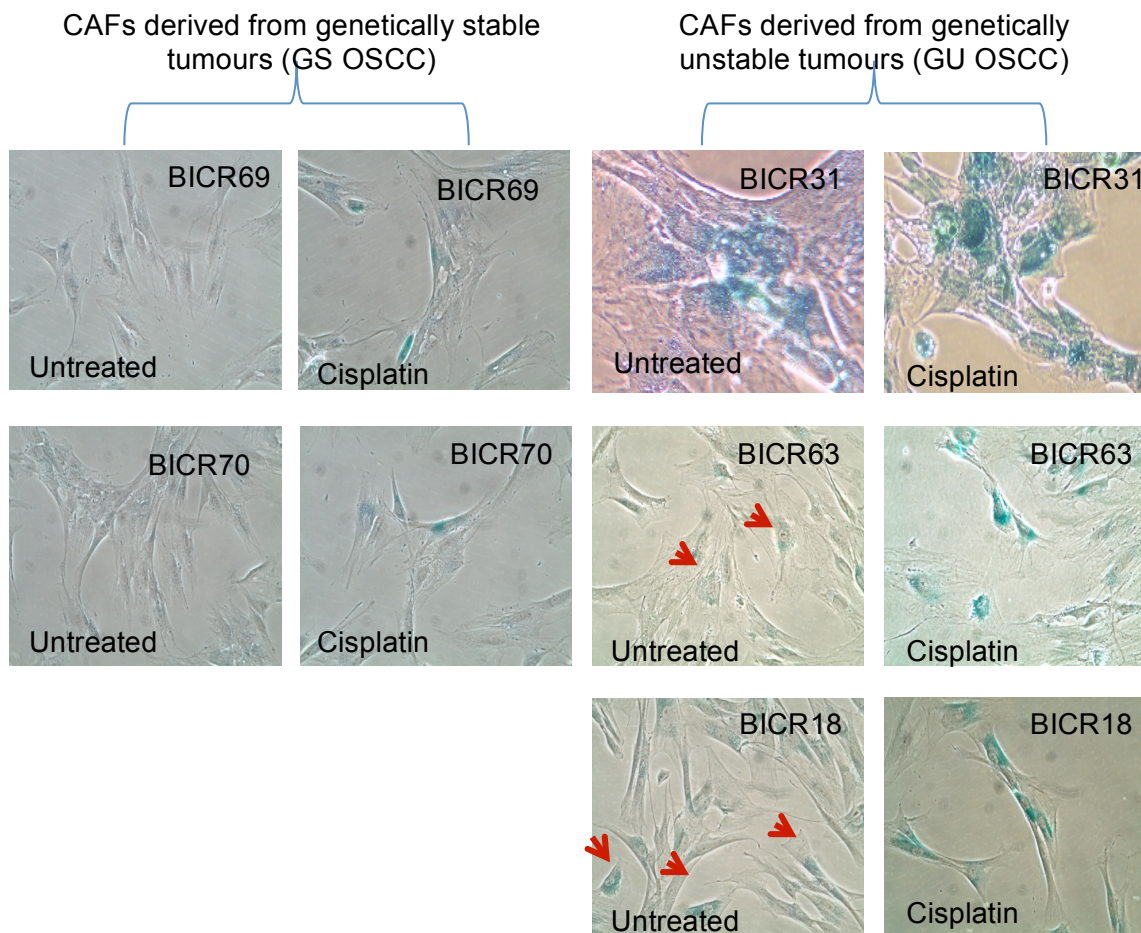 CAFs derived from genetically stable
tumours (GS OSCC)
CAFs derived from genetically
unstable tumours (GU OSCC)
BICR69
Untreated
BICR69
Cisplatin
BICR31
Untreated
BICR31
Cisplatin
BICR70
Untreated
BICR70
Cisplatin
BICR63
Untreated
BICR63
Cisplatin
BICR18
Untreated
BICR18
Cisplatin